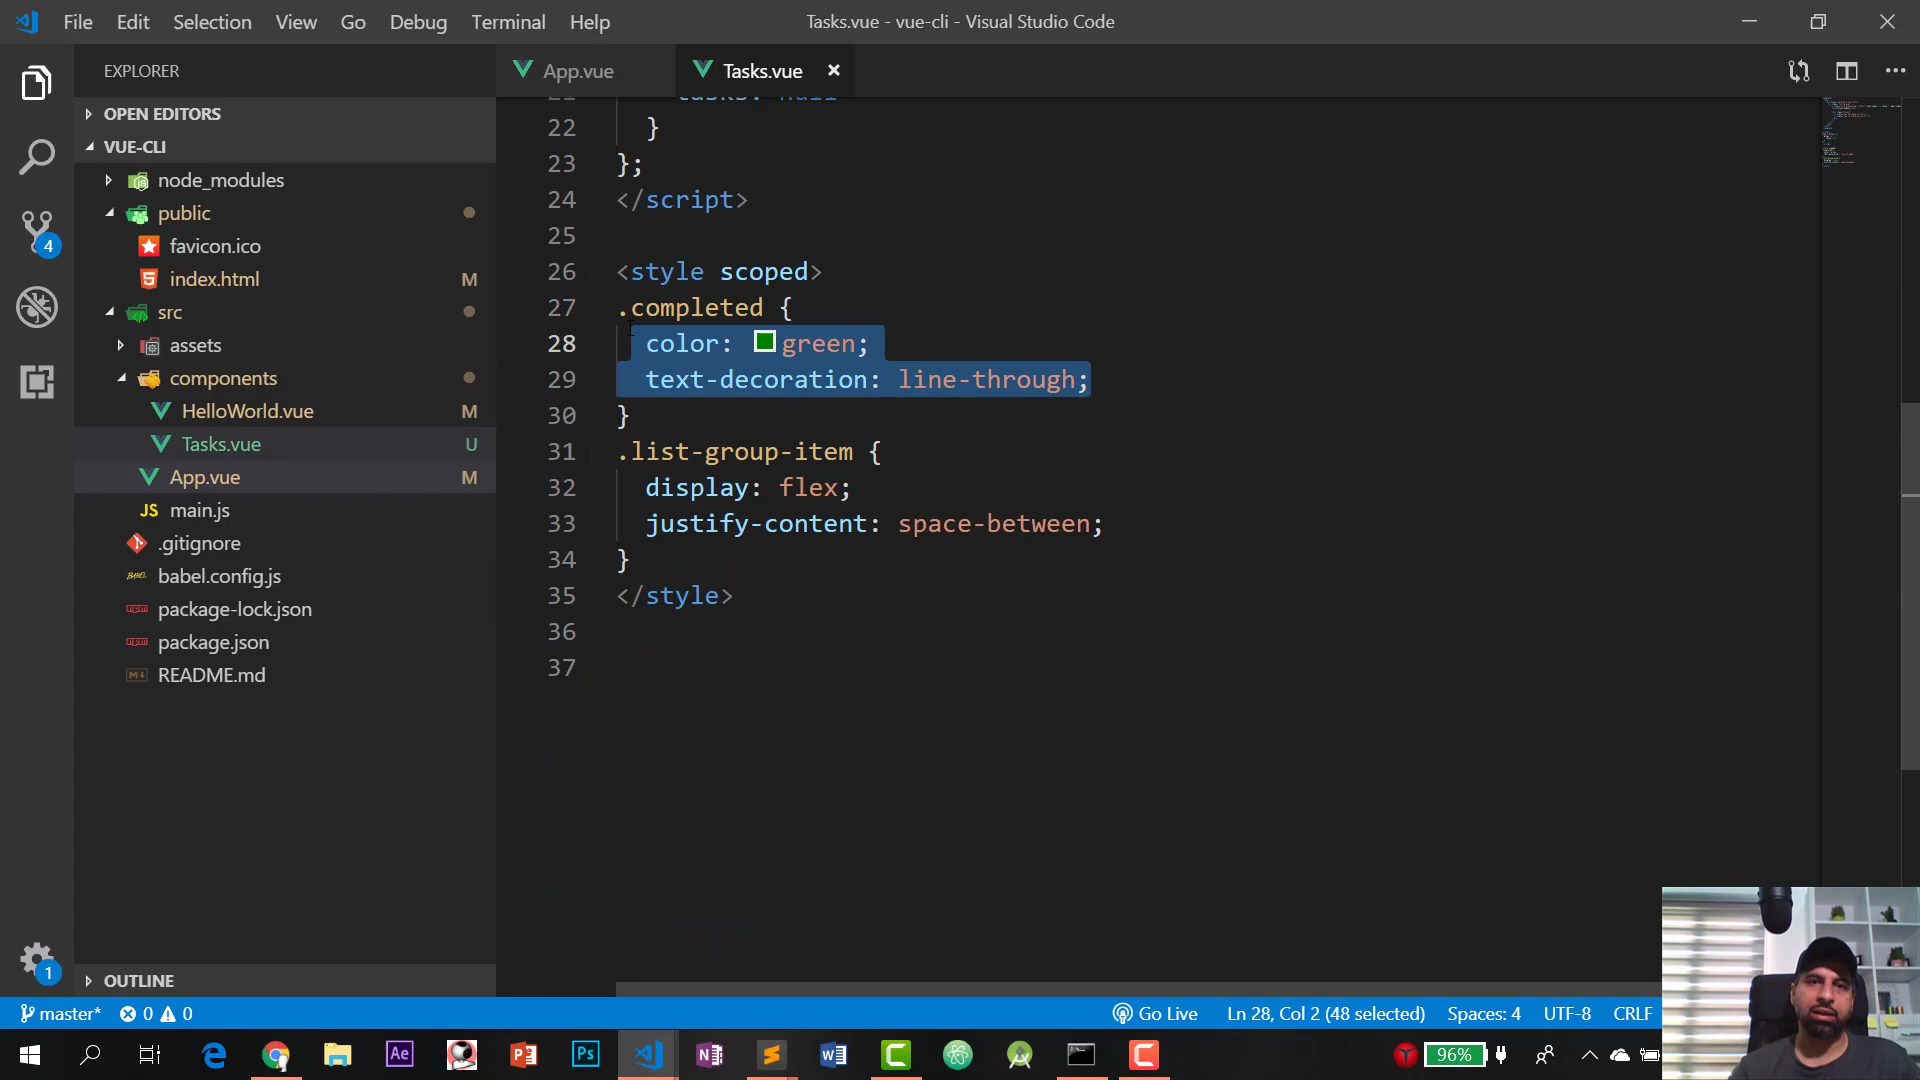 File Edit Selection View Go Debug Terminal Help
Tasks.vue - vue-cli - Visual Studio Code
EXPLORER
OPEN EDITORS
VUE-CLI
node_modules
public
favicon.ico
index.html M
src
assets
components
HelloWorld.vue M
Tasks.vue U
App.vue M
main.js
.gitignore
babel.config.js
package-lock.json
package.json
README.md
OUTLINE
4
1
App.vue
Tasks.vue
22 }
23 };
24 </script>
25
26 <style scoped>
27 .completed {
28 color: green;
29 text-decoration: line-through;
30 }
31 .list-group-item {
32 display: flex;
33 justify-content: space-between;
34 }
35 </style>
36
37
master* 0 0
Go Live
Ln 28, Col 2 (48 selected)
Spaces: 4
UTF-8
CRLF
96%